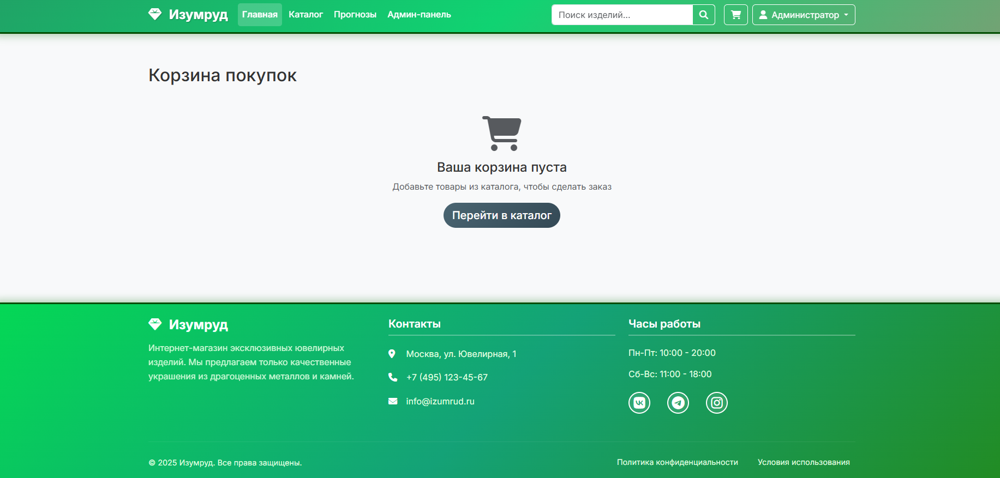 Изумруд
Главная
Каталог
Прогнозы
Админ-панель
Поиск изделий...
Администратор
Корзина покупок
Ваша корзина пуста
Добавьте товары из каталога, чтобы сделать заказ
Перейти в каталог
Изумруд
Интернет-магазин эксклюзивных ювелирных
изделий. Мы предлагаем только качественные
украшения из драгоценных металлов и камней.
Контакты
Москва, ул. Ювелирная, 1
+7 (495) 123-45-67
info@izumrud.ru
Часы работы
Пн-Пт: 10:00 - 20:00
Сб-Вс: 11:00 - 18:00
© 2025 Изумруд. Все права защищены.
Политика конфиденциальности
Условия использования